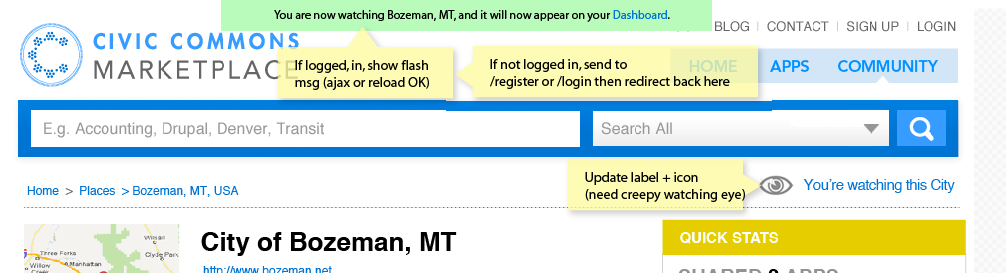 You are now watching Bozeman, MT, and it will now appear on your Dashboard.
BLOG | CONTACT | SIGN UP | LOGIN
CIVIC COMMONS
MARKETPLACE
If logged, in, show flash
msg (ajax or reload OK)
If not logged in, send to
/register or /login then redirect back here
HOME APPS COMMUNITY
E.g. Accounting, Drupal, Denver, Transit
Search All
Update label + icon
(need creepy watching eye)
You're watching this City
Home > Places > Bozeman, MT, USA
City of Bozeman, MT
http://www.bozeman.net
QUICK STATS
SHARED 0 APPS
Three Forks
Willow Creek
Manhattan
Wilsall
Clyde Park